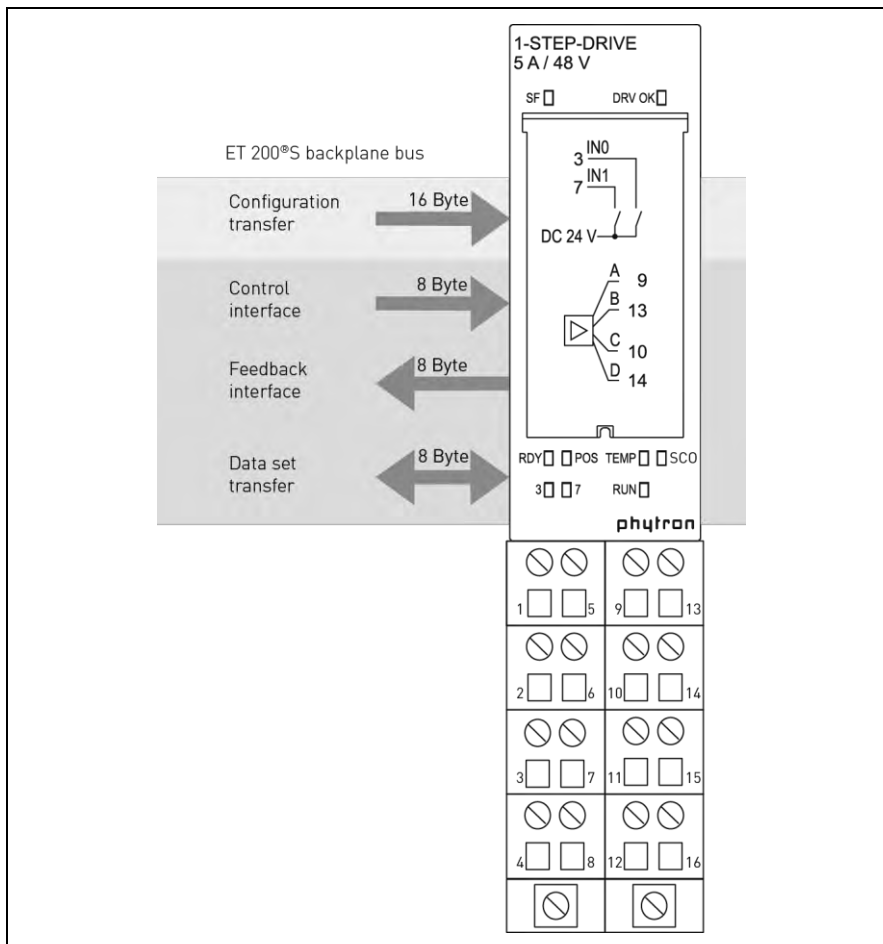 1-STEP-DRIVE
5 A / 48 V
SF DRV OK
ET 200®S backplane bus
Configuration
transfer
16 Byte
Control
interface
8 Byte
Feedback
interface
8 Byte
Data set
transfer
8 Byte
IN0
3
IN1
7
DC 24 V
A 9
B 13
C 10
D 14
RDY POS TEMP SCO
3 7 RUN
phytron
1 5 9 13
2 6 10 14
3 7 11 15
4 8 12 16